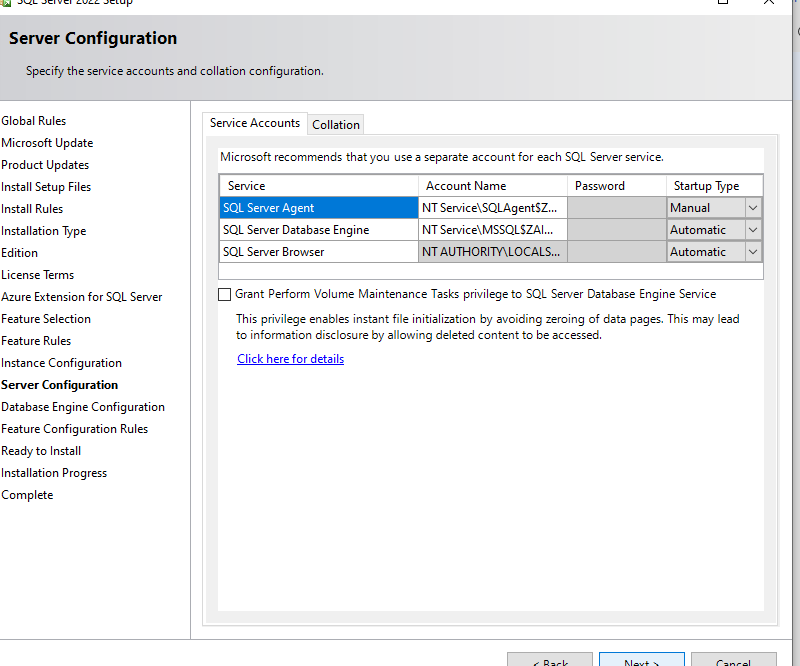 SQL Server 2022 Setup
Server Configuration
Specify the service accounts and collation configuration.
Global Rules
Microsoft Update
Product Updates
Install Setup Files
Install Rules
Installation Type
Edition
License Terms
Azure Extension for SQL Server
Feature Selection
Feature Rules
Instance Configuration
Server Configuration
Database Engine Configuration
Feature Configuration Rules
Ready to Install
Installation Progress
Complete
Service Accounts Collation
Microsoft recommends that you use a separate account for each SQL Server service.
Service Account Name Password Startup Type
SQL Server Agent NT Service\SQLAgent$Z... Manual
SQL Server Database Engine NT Service\MSSQL$ZAI... Automatic
SQL Server Browser NT AUTHORITY\LOCALS... Automatic
Grant Perform Volume Maintenance Tasks privilege to SQL Server Database Engine Service
This privilege enables instant file initialization by avoiding zeroing of data pages. This may lead
to information disclosure by allowing deleted content to be accessed.
Click here for details
< Back Next > Cancel